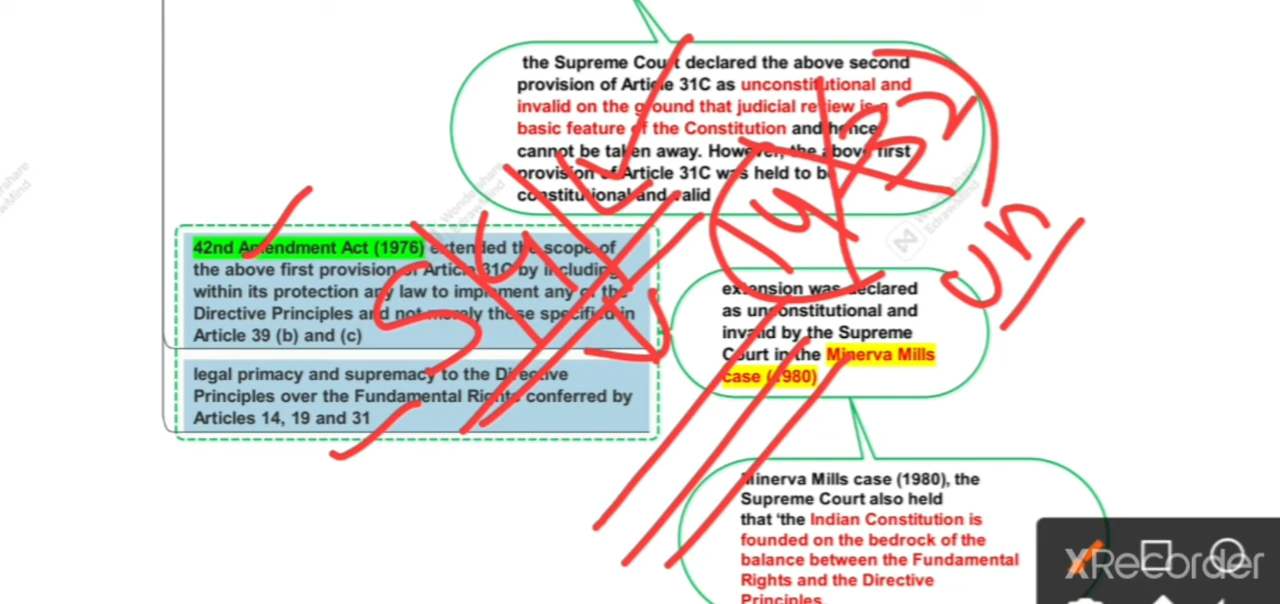 the Supreme Court declared the above second
provision of Article 31C as unconstitutional and
invalid on the ground that judicial review is a
basic feature of the Constitution and hence
cannot be taken away. However, the above first
provision of Article 31C was held to be
constitutional and valid
42nd Amendment Act (1976) extended the scope of
the above first provision of Article 31C by including
within its protection any law to implement any of the
Directive Principles and not merely those specified in
Article 39 (b) and (c)
legal primacy and supremacy to the Directive
Principles over the Fundamental Rights conferred by
Articles 14, 19 and 31
extension was declared
as unconstitutional and
invalid by the Supreme
Court in the Minerva Mills
case (1980)
Minerva Mills case (1980), the
Supreme Court also held
that ‘the Indian Constitution is
founded on the bedrock of the
balance between the Fundamental
Rights and the Directive
Principles.
Wondershare
EdrawMind
Wondershare
EdrawMind
XRecorder